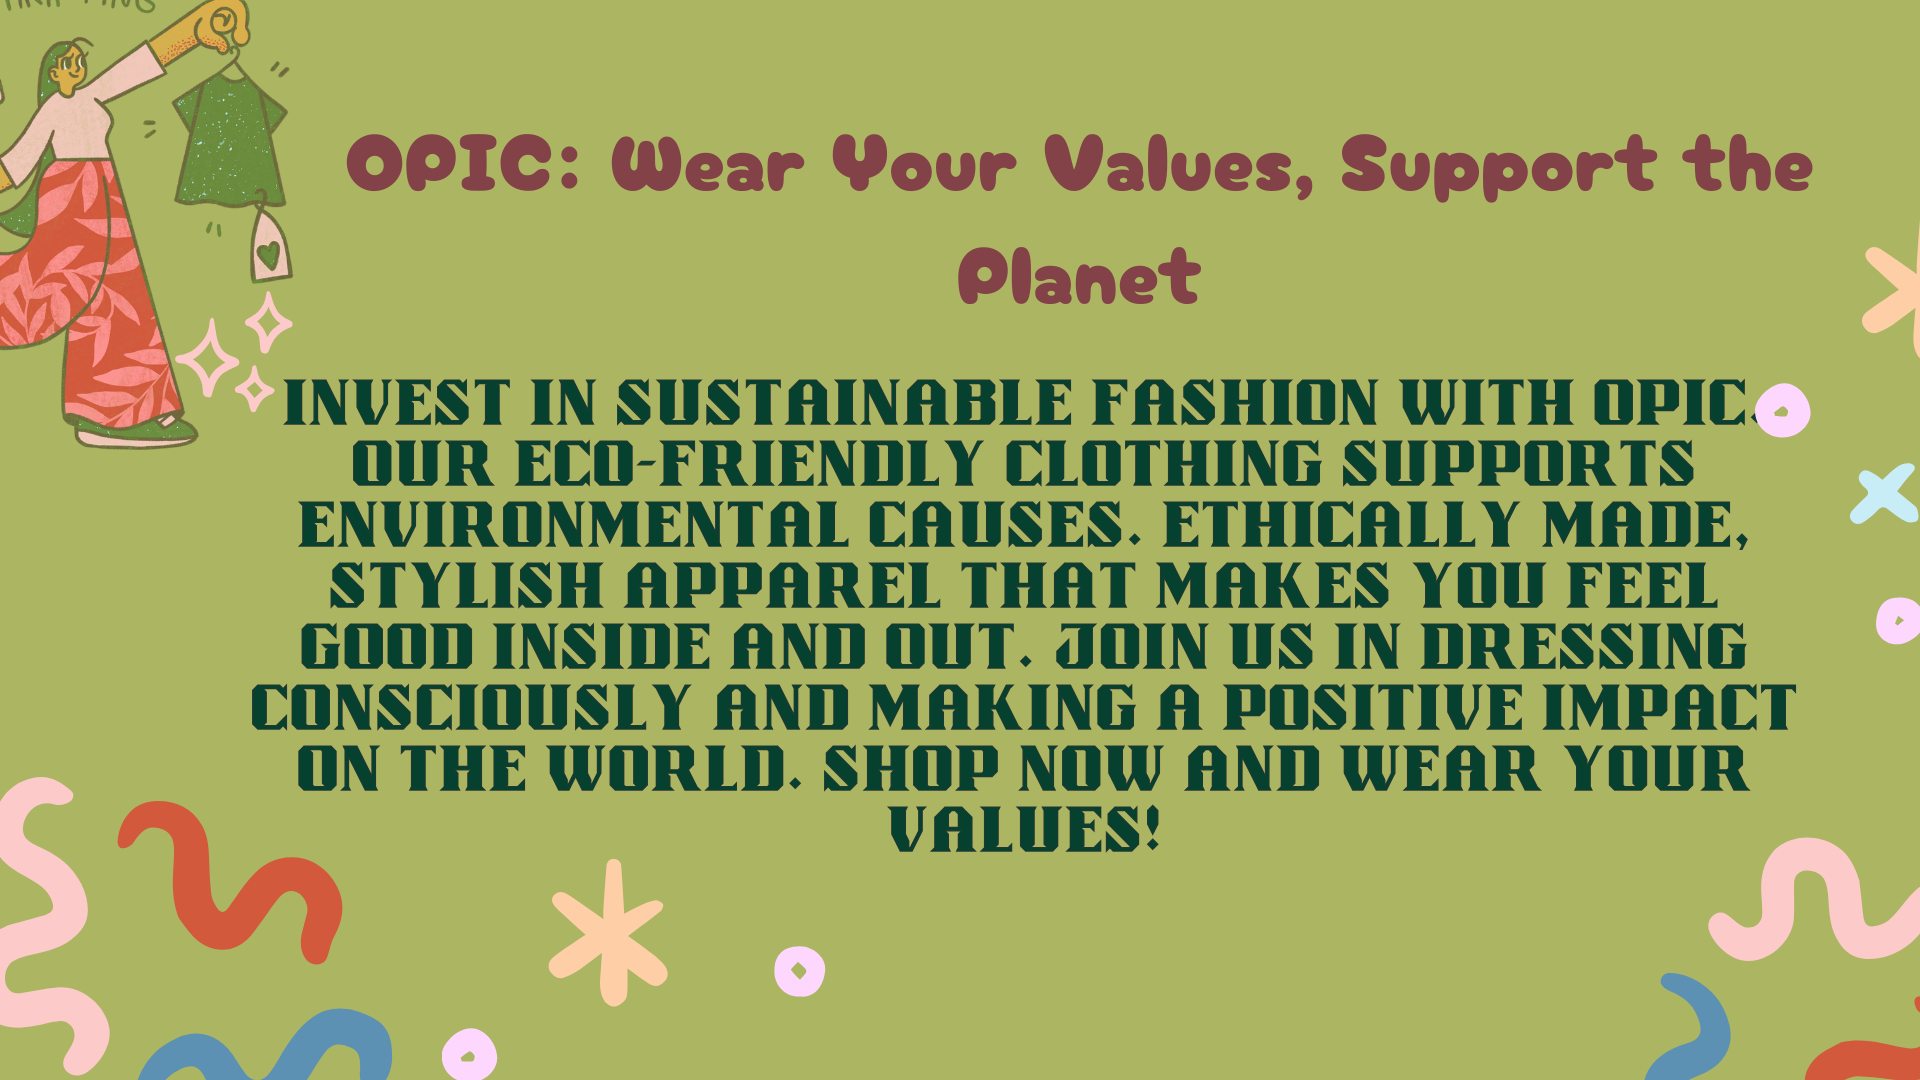 OPIC: Wear Your Values, Support the
Planet
INVEST IN SUSTAINABLE FASHION WITH OPIC.
OUR ECO-FRIENDLY CLOTHING SUPPORTS
ENVIRONMENTAL CAUSES. ETHICALLY MADE,
STYLISH APPAREL THAT MAKES YOU FEEL
GOOD INSIDE AND OUT. JOIN US IN DRESSING
CONSCIOUSLY AND MAKING A POSITIVE IMPACT
ON THE WORLD. SHOP NOW AND WEAR YOUR
VALUES!